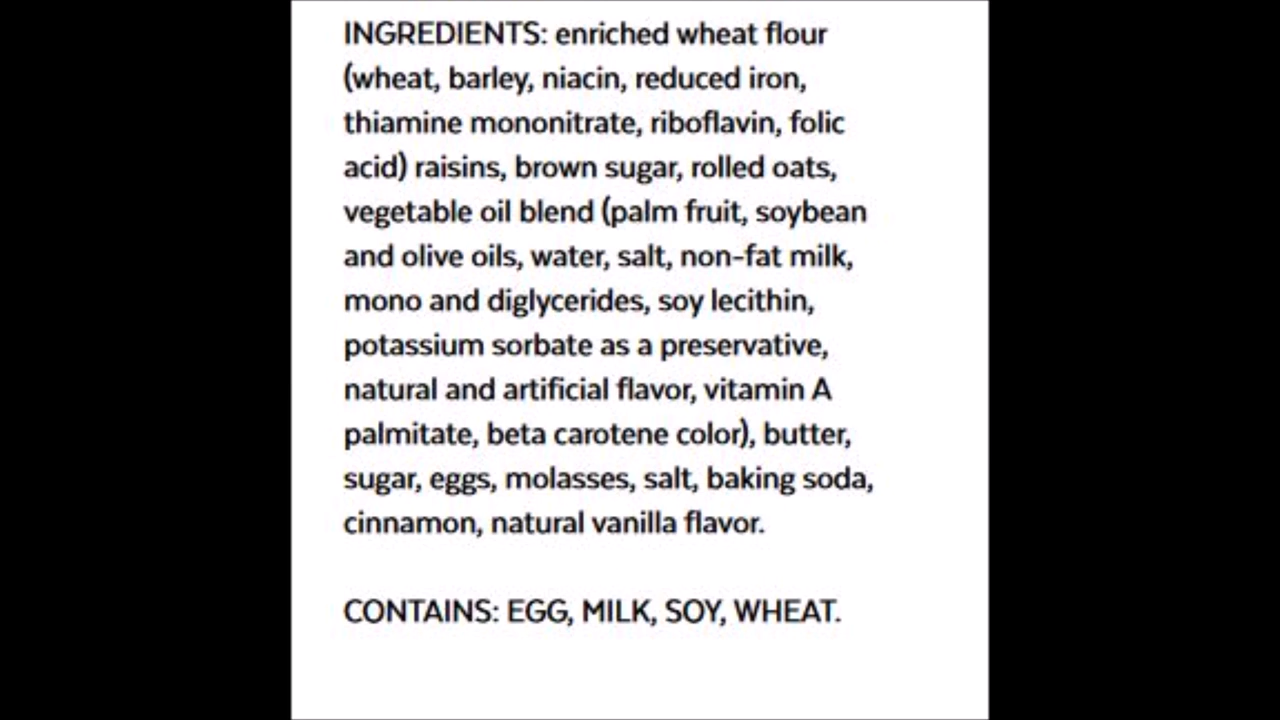 INGREDIENTS: enriched wheat flour
(wheat, barley, niacin, reduced iron,
thiamine mononitrate, riboflavin, folic
acid) raisins, brown sugar, rolled oats,
vegetable oil blend (palm fruit, soybean
and olive oils, water, salt, non-fat milk,
mono and diglycerides, soy lecithin,
potassium sorbate as a preservative,
natural and artificial flavor, vitamin A
palmitate, beta carotene color), butter,
sugar, eggs, molasses, salt, baking soda,
cinnamon, natural vanilla flavor.
CONTAINS: EGG, MILK, SOY, WHEAT.